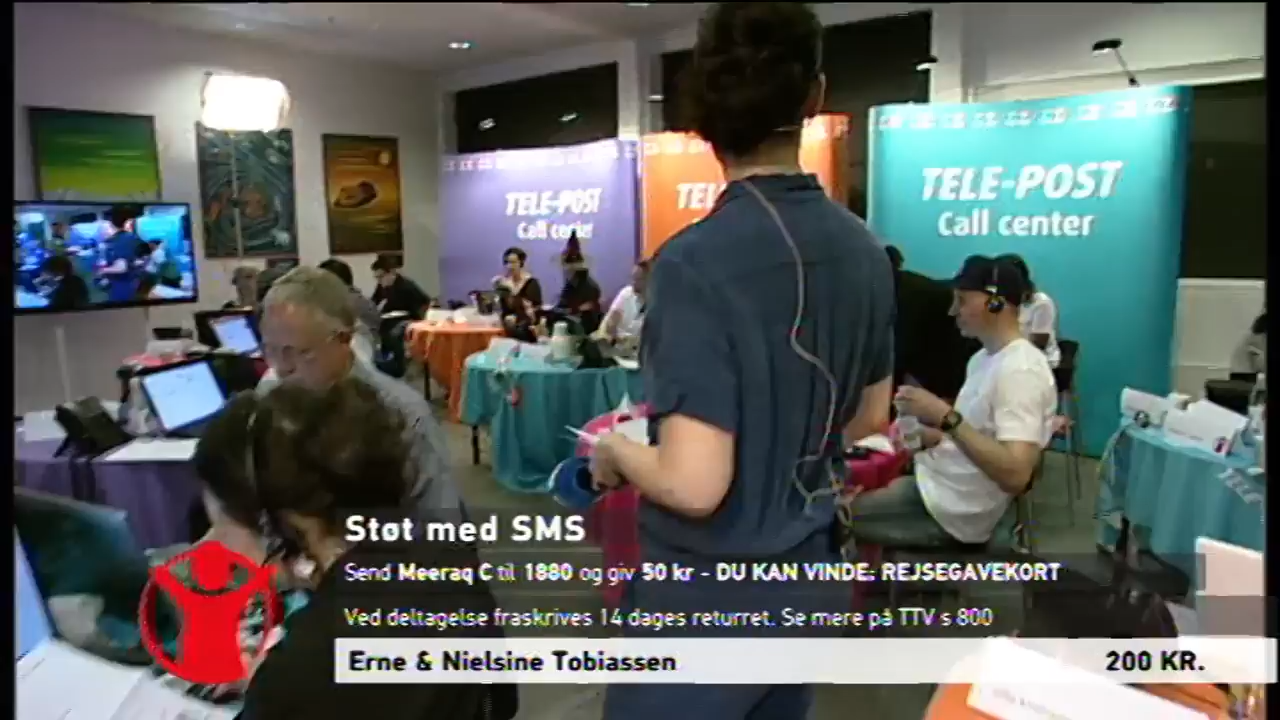 TELE-POST
Call center
TEL
TELE-POST
Call center
Støt med SMS
Send Meeraq C til 1880 og giv 50 kr - DU KAN VINDE: REJSEGAVEKORT
Ved deltagelse fraskrives 14 dages returret. Se mere på TTV s 800
Erne & Nielsine Tobiassen 200 KR.
TELE